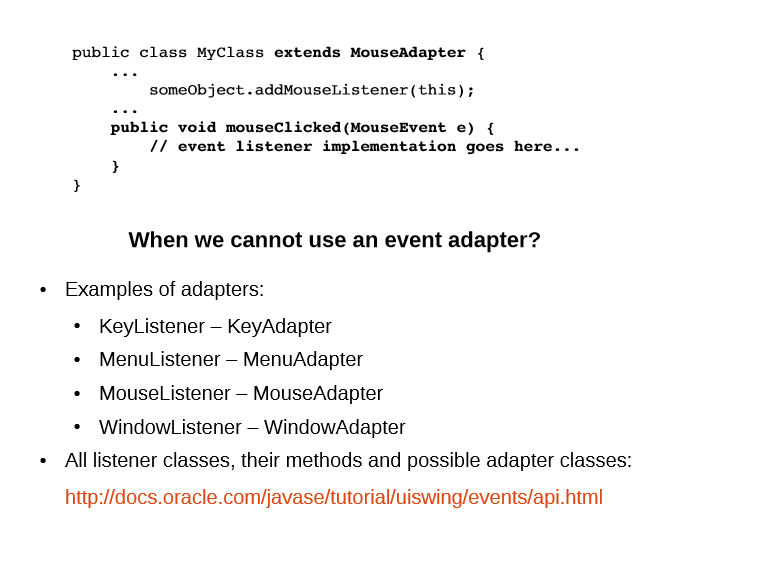 public class MyClass extends MouseAdapter {
    ...
        someObject.addMouseListener(this);
    ...
    public void mouseClicked(MouseEvent e) {
        // event listener implementation goes here...
    }
}
When we cannot use an event adapter?
• Examples of adapters:
• KeyListener – KeyAdapter
• MenuListener – MenuAdapter
• MouseListener – MouseAdapter
• WindowListener – WindowAdapter
• All listener classes, their methods and possible adapter classes:
http://docs.oracle.com/javase/tutorial/uiswing/events/api.html